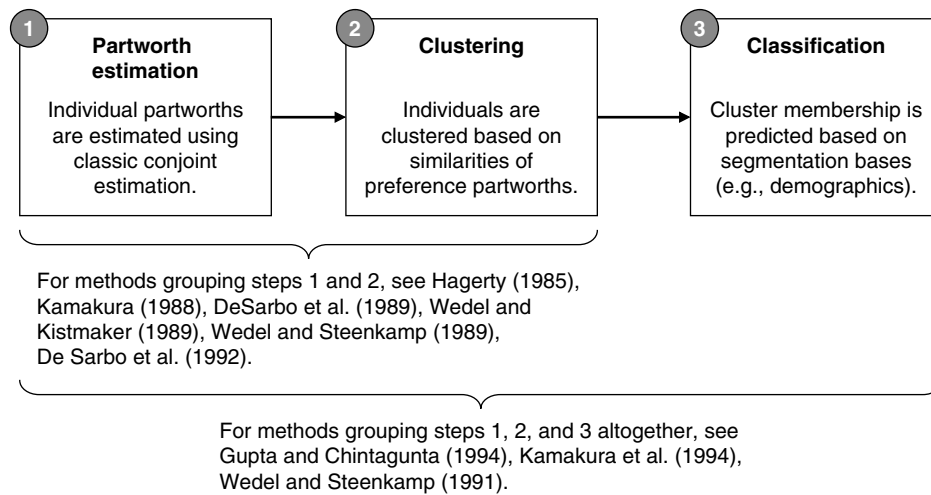 1
Partworth
estimation
Individual partworths
are estimated using
classic conjoint
estimation.
2
Clustering
Individuals are
clustered based on
similarities of
preference partworths.
3
Classification
Cluster membership is
predicted based on
segmentation bases
(e.g., demographics).
For methods grouping steps 1 and 2, see Hagerty (1985),
Kamakura (1988), DeSarbo et al. (1989), Wedel and
Kistmaker (1989), Wedel and Steenkamp (1989),
De Sarbo et al. (1992).
For methods grouping steps 1, 2, and 3 altogether, see
Gupta and Chintagunta (1994), Kamakura et al. (1994),
Wedel and Steenkamp (1991).